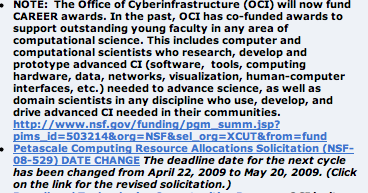 • NOTE:  The Office of Cyberinfrastructure (OCI) will now fund
CAREER awards. In the past, OCI has co-funded awards to
support outstanding young faculty in any area of
computational science. This includes computer and
computational scientists who research, develop and
prototype advanced CI (software,  tools, computing
hardware, data, networks, visualization, human-computer
interfaces, etc.) needed to advance science, as well as
domain scientists in any discipline who use, develop, and
drive advanced CI needed in their communities.
http://www.nsf.gov/funding/pgm_summ.jsp?
pims_id=503214&org=NSF&sel_org=XCUT&from=fund
• Petascale Computing Resource Allocations Solicitation (NSF-
08-529) DATE CHANGE The deadline date for the next cycle
has been changed from April 22, 2009 to May 20, 2009. (Click
on the link for the revised solicitation.)